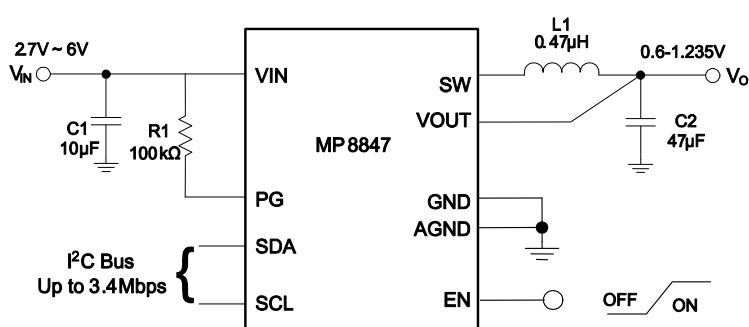 L1
0.47µH
2.7V ~ 6V
VIN
VIN
0.6-1.235V
VO
SW
C1
10µF
R1
100kΩ
VOUT
C2
47µF
MP8847
PG
GND
AGND
SDA
I²C Bus
Up to 3.4Mbps
SCL
EN
OFF
ON